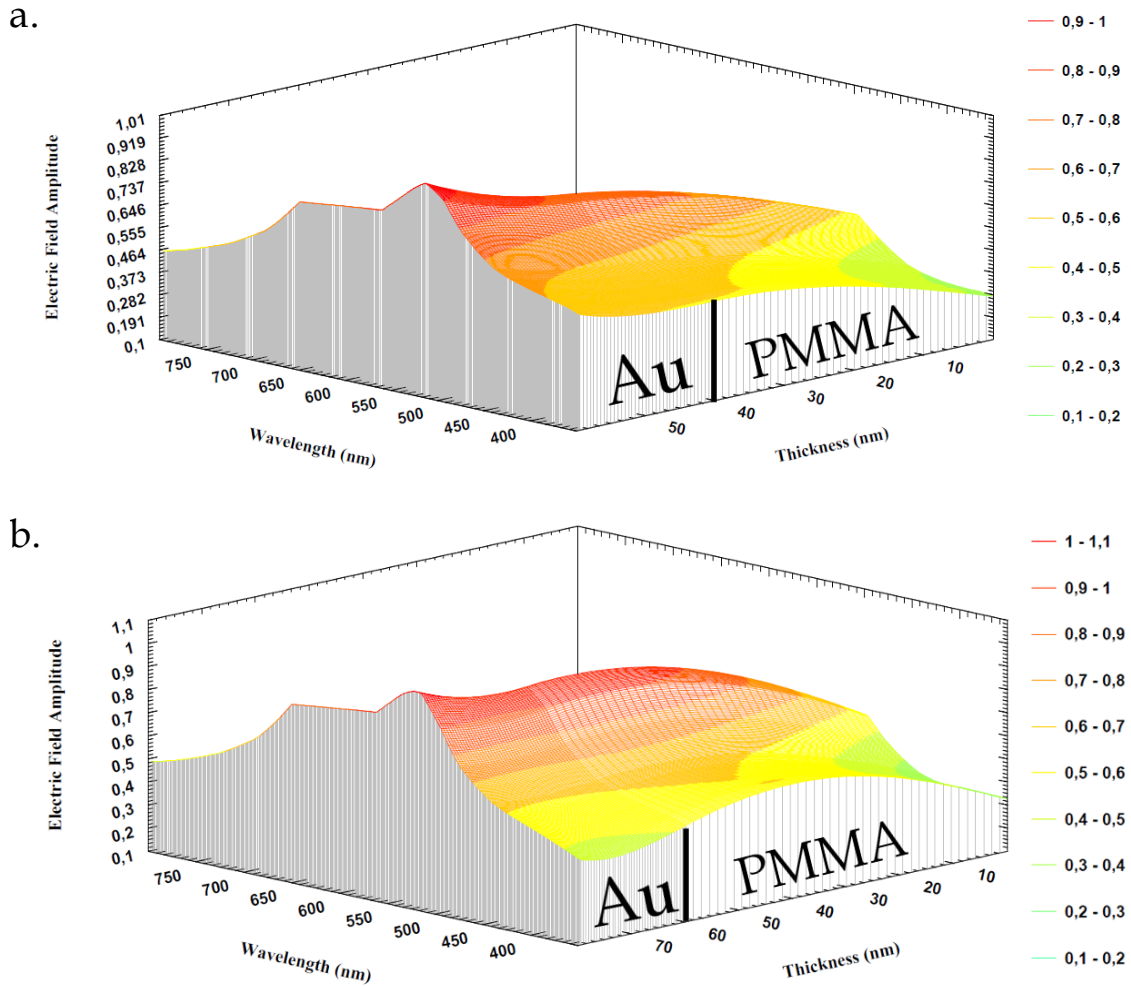 a.
Electric Field Amplitude
1,01
0,919
0,828
0,737
0,646
0,555
0,464
0,373
0,282
0,191
0,1
750
700
650
600
550
500
450
400
Wavelength (nm)
Au
PMMA
50
40
30
20
10
Thickness (nm)
0,9 - 1
0,8 - 0,9
0,7 - 0,8
0,6 - 0,7
0,5 - 0,6
0,4 - 0,5
0,3 - 0,4
0,2 - 0,3
0,1 - 0,2
b.
Electric Field Amplitude
1,1
1
0,9
0,8
0,7
0,6
0,5
0,4
0,3
0,2
0,1
750
700
650
600
550
500
450
400
Wavelength (nm)
Au
PMMA
70
60
50
40
30
20
10
Thickness (nm)
1 - 1,1
0,9 - 1
0,8 - 0,9
0,7 - 0,8
0,6 - 0,7
0,5 - 0,6
0,4 - 0,5
0,3 - 0,4
0,2 - 0,3
0,1 - 0,2